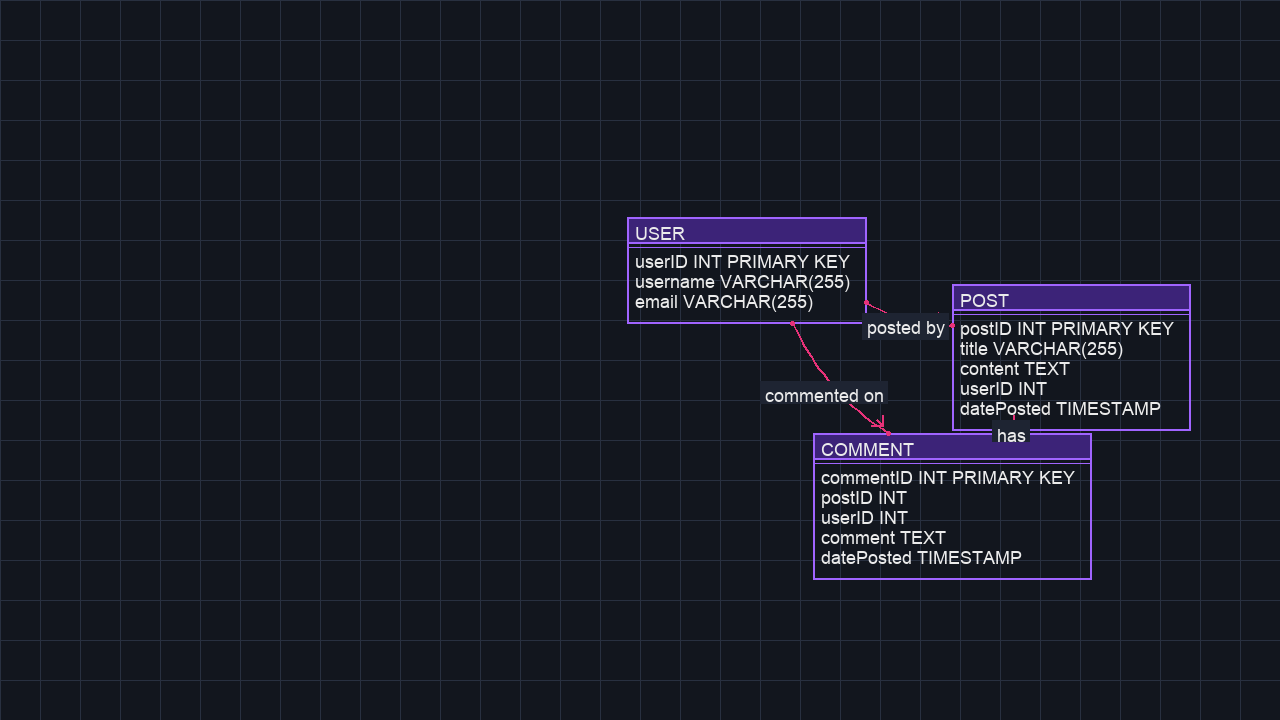 USER
userID INT PRIMARY KEY
username VARCHAR(255)
email VARCHAR(255)
posted by
POST
postID INT PRIMARY KEY
title VARCHAR(255)
content TEXT
userID INT
datePosted TIMESTAMP
commented on
has
COMMENT
commentID INT PRIMARY KEY
postID INT
userID INT
comment TEXT
datePosted TIMESTAMP